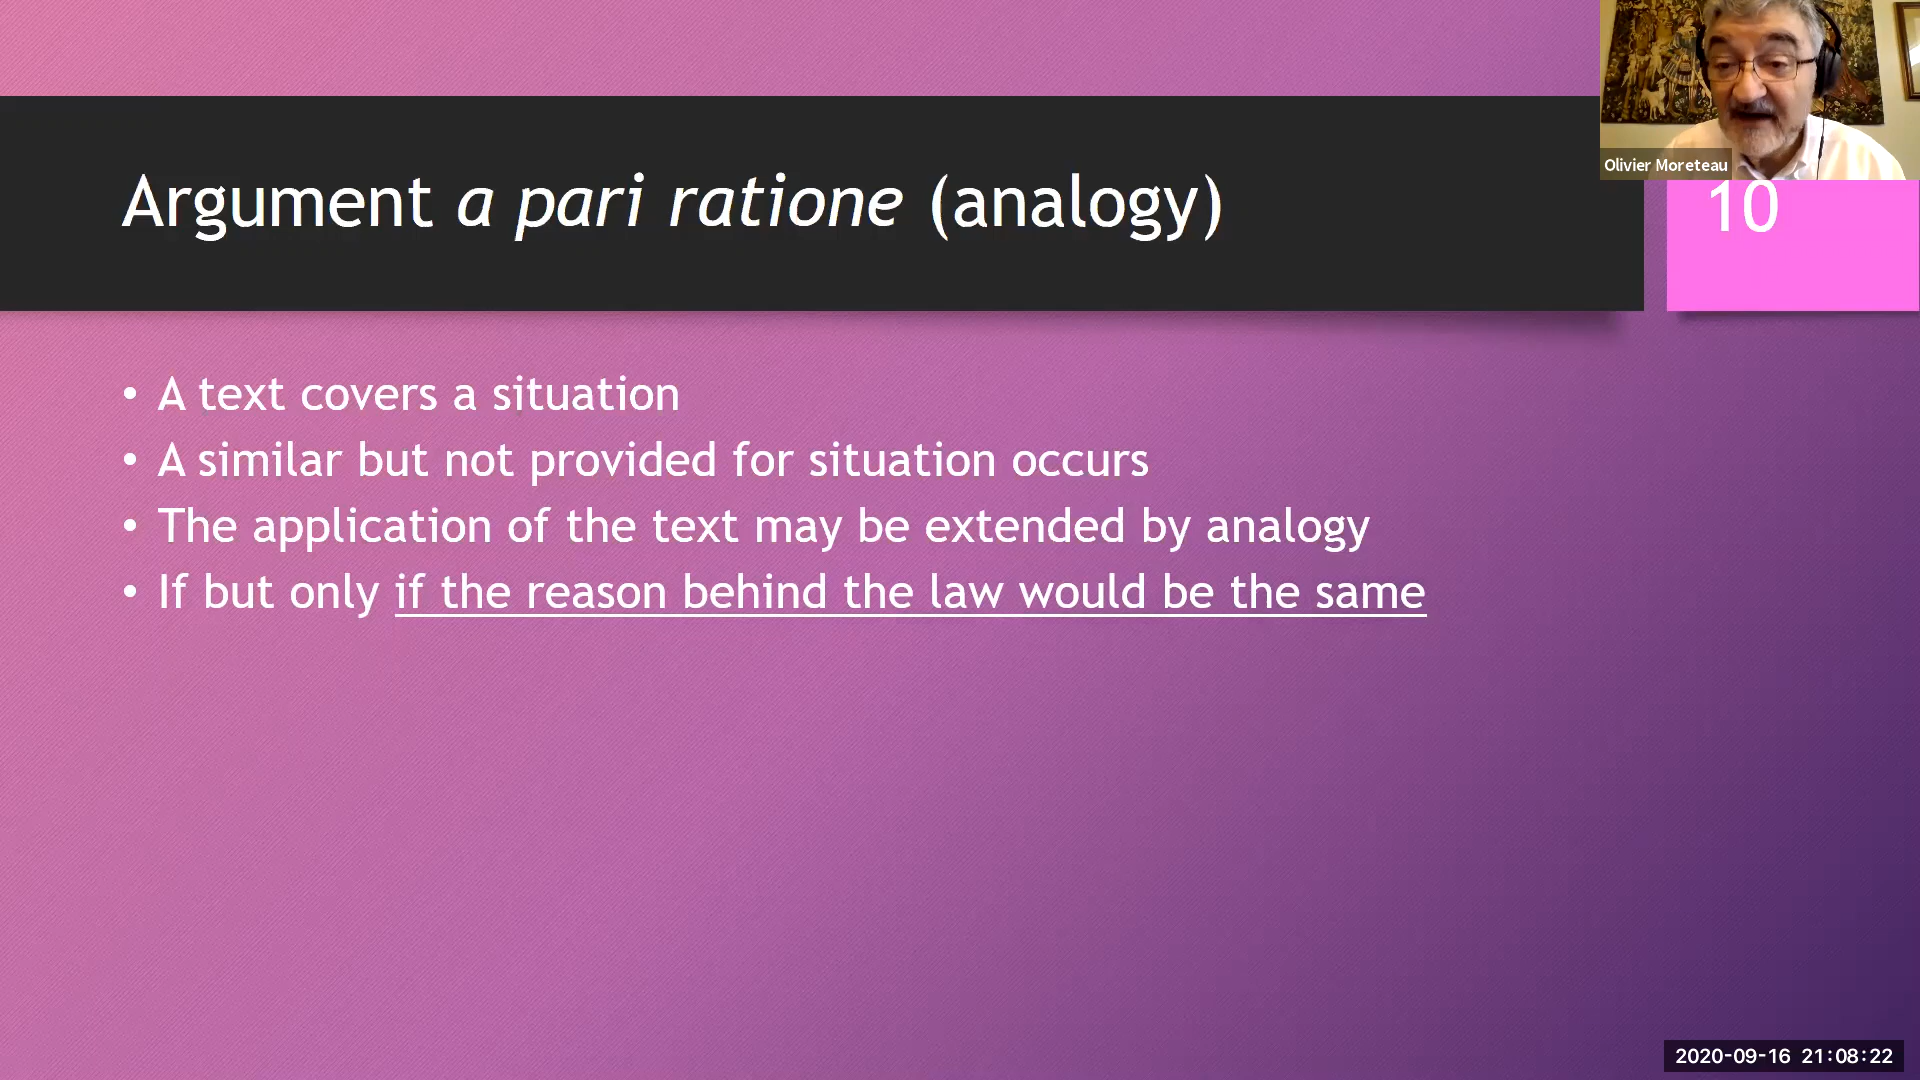 Olivier Moreteau
Argument a pari ratione (analogy)
10
• A text covers a situation
• A similar but not provided for situation occurs
• The application of the text may be extended by analogy
• If but only if the reason behind the law would be the same
2020-09-16 21:08:22